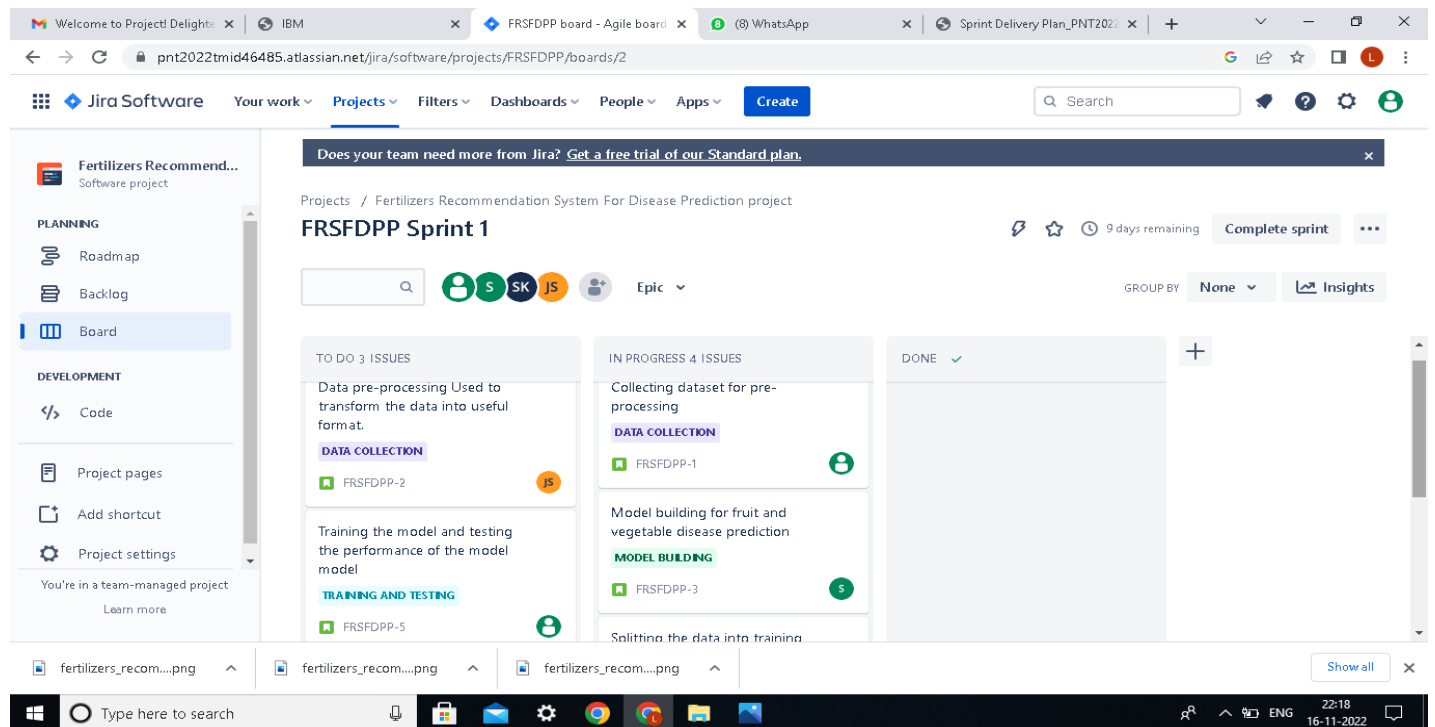 Welcome to Project! Delighte
IBM
FRSFDPP board - Agile board
(8) WhatsApp
Sprint Delivery Plan_PNT2022
pnt2022tmid46485.atlassian.net/jira/software/projects/FRSFDPP/boards/2
G
L
Jira Software
Your work
Projects
Filters
Dashboards
People
Apps
Create
Search
Fertilizers Recommend...
Software project
PLANNING
Roadmap
Backlog
Board
DEVELOPMENT
Code
Project pages
Add shortcut
Project settings
You're in a team-managed project
Learn more
Does your team need more from Jira? Get a free trial of our Standard plan.
Projects / Fertilizers Recommendation System For Disease Prediction project
FRSFDPP Sprint 1
9 days remaining
Complete sprint
S SK JS
Epic
GROUP BY None
Insights
TO DO 3 ISSUES
Data pre-processing Used to
transform the data into useful
format.
DATA COLLECTION
FRSFDPP-2
JS
Training the model and testing
the performance of the model
model
TRAINING AND TESTING
FRSFDPP-5
IN PROGRESS 4 ISSUES
Collecting dataset for pre-
processing
DATA COLLECTION
FRSFDPP-1
Model building for fruit and
vegetable disease prediction
MODEL BUILDING
FRSFDPP-3
S
Splitting the data into training
DONE
fertilizers_recom....png
fertilizers_recom....png
fertilizers_recom....png
Show all
Type here to search
ENG
22:18
16-11-2022